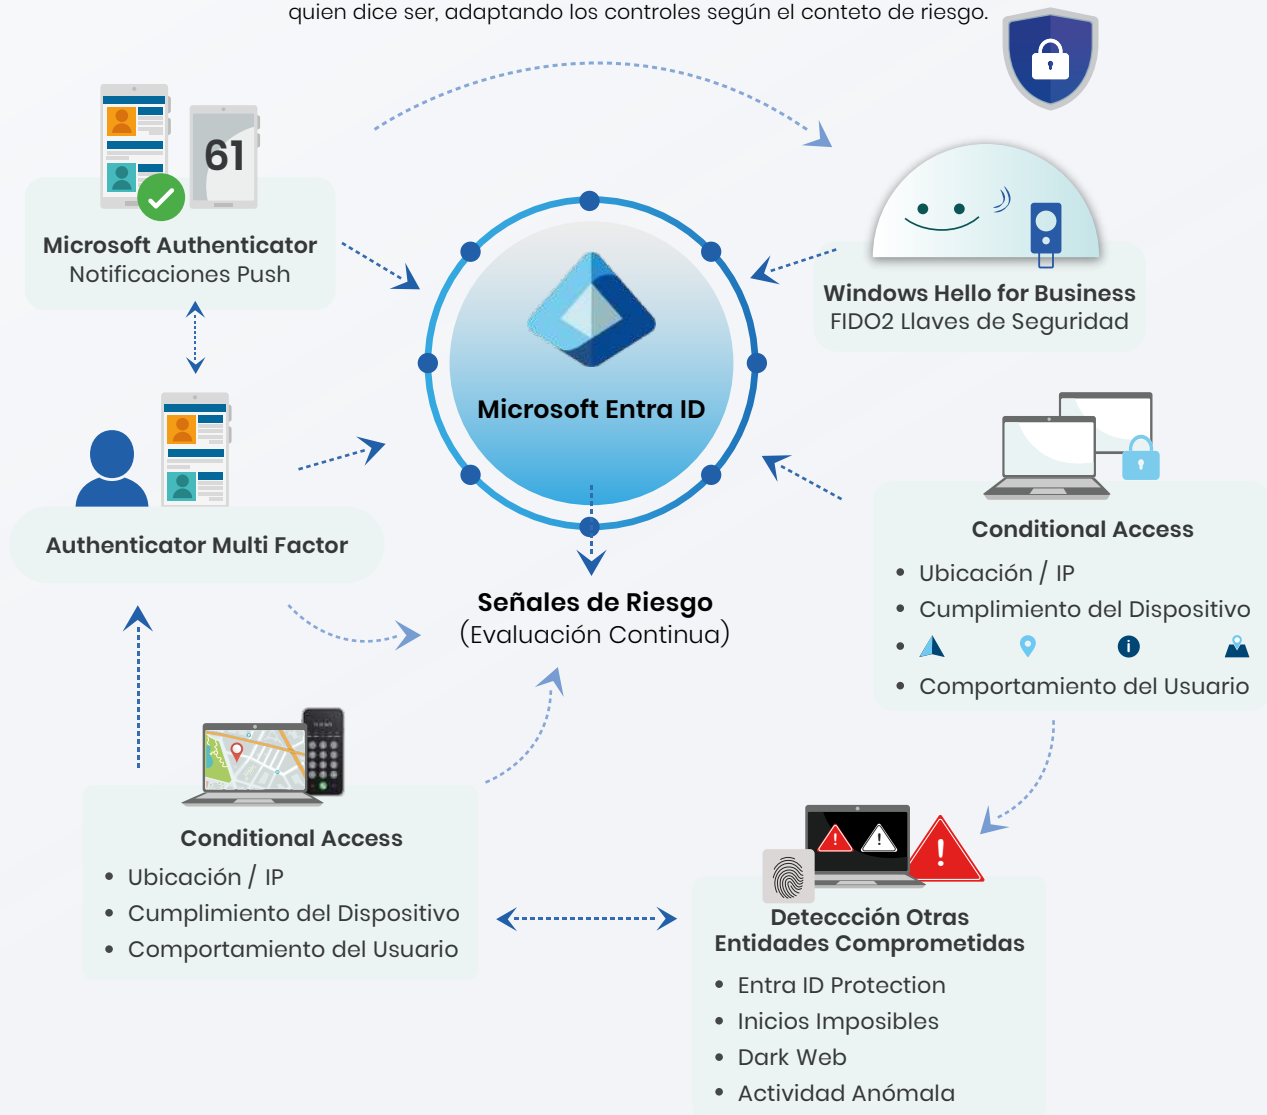 quien dice ser, adaptando los controles según el conteto de riesgo.
61
Microsoft Authenticator
Notificaciones Push
Windows Hello for Business
FIDO2 Llaves de Seguridad
Microsoft Entra ID
Authenticator Multi Factor
Señales de Riesgo
(Evaluación Continua)
Conditional Access
• Ubicación / IP
• Cumplimiento del Dispositivo
•
• Comportamiento del Usuario
Conditional Access
• Ubicación / IP
• Cumplimiento del Dispositivo
• Comportamiento del Usuario
Deteccción Otras
Entidades Comprometidas
• Entra ID Protection
• Inicios Imposibles
• Dark Web
• Actividad Anómala